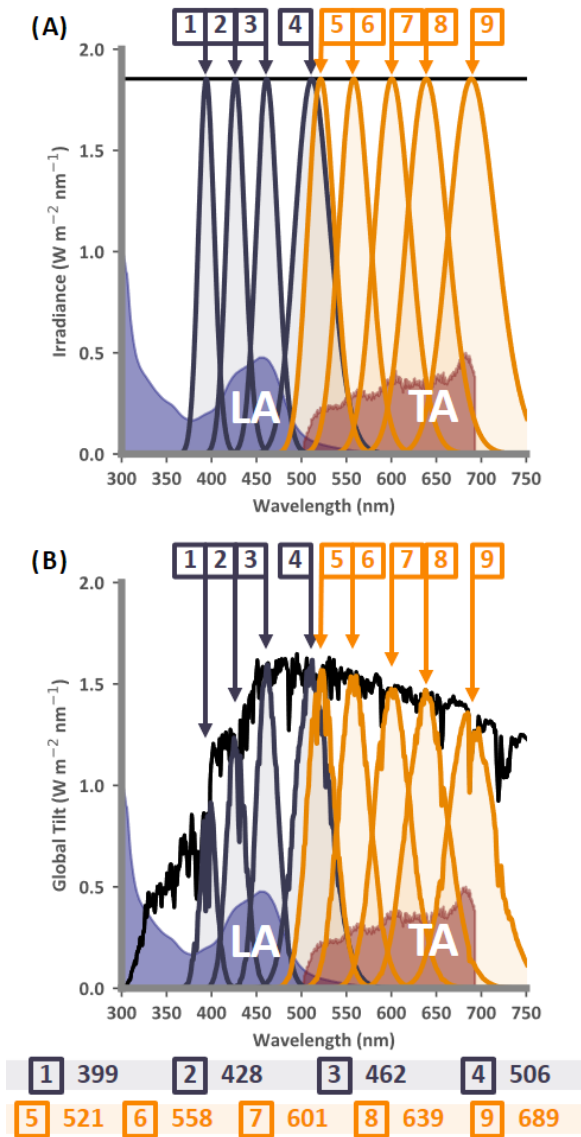 (A)
1 2 3 4 5 6 7 8 9
2.0
1.5
1.0
0.5
0.0
Irradiance (W m⁻² nm⁻¹)
LA TA
300 350 400 450 500 550 600 650 700 750
Wavelength (nm)
(B)
1 2 3 4 5 6 7 8 9
2.0
1.5
1.0
0.5
0.0
Global Tilt (W m⁻² nm⁻¹)
LA TA
300 350 400 450 500 550 600 650 700 750
Wavelength (nm)
1 399 2 428 3 462 4 506
5 521 6 558 7 601 8 639 9 689